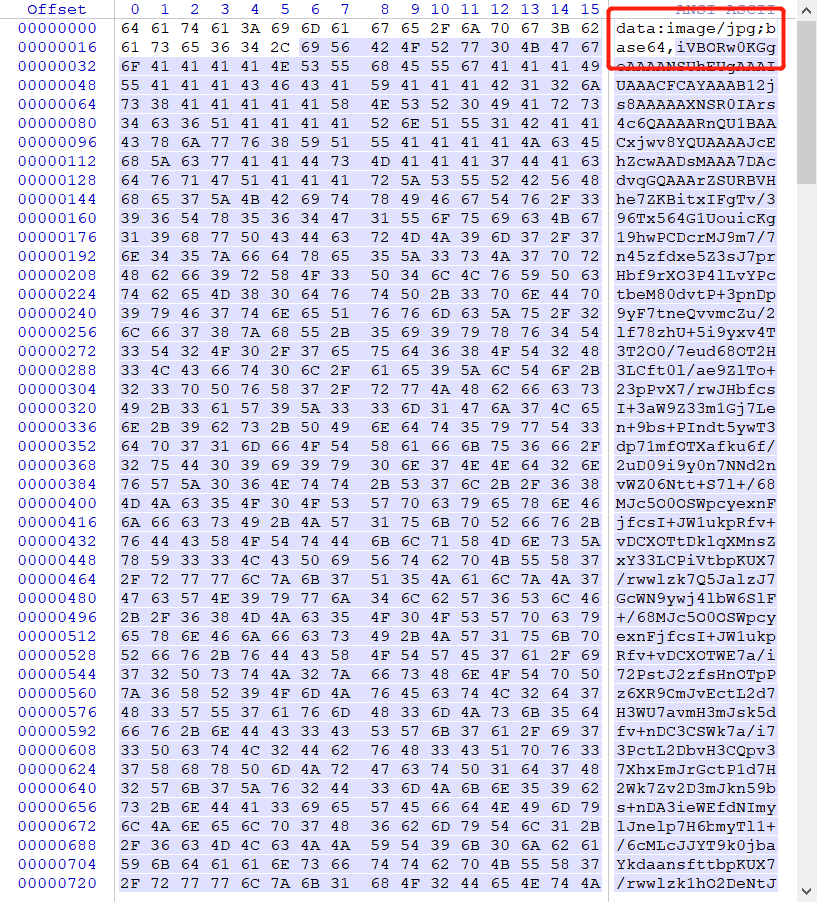 Offset 0 1 2 3 4 5 6 7 8 9 10 11 12 13 14 15 ANSI ASCII
00000000 64 61 74 61 3A 69 6D 61 67 65 2F 6A 70 67 3B 62 data:image/jpg;b
00000016 61 73 65 36 34 2C 69 56 42 4F 52 77 30 4B 47 67 ase64,iVBORw0KGg
00000032 6F 41 41 41 41 4E 53 55 68 45 55 67 41 41 41 49 oAAAANSUhEUgAAAI
00000048 55 41 41 41 43 46 43 41 59 41 41 41 42 31 32 6A UAAACFCAYAAAB12j
00000064 73 38 41 41 41 41 58 4E 53 52 30 49 41 72 73 s8AAAAAXNSR0IArs
00000080 34 63 36 51 41 41 41 41 52 6E 51 55 31 42 41 41 4c6QAAAARnQU1BAA
00000096 43 78 6A 77 76 38 59 51 55 41 41 41 41 4A 63 45 Cxjwv8YQUAAAAJcE
00000112 68 5A 63 77 41 41 44 73 4D 41 41 41 37 44 41 63 hZcwAADsMAAA7DAc
00000128 64 76 71 47 51 41 41 41 72 5A 53 55 52 42 56 48 dvqGQAAArZSURBVH
00000144 68 65 37 5A 4B 42 69 74 78 49 46 67 54 76 2F 33 he7ZKBitxIFgTv/3
00000160 39 36 54 78 35 36 34 47 31 55 6F 75 69 63 4B 67 96Tx564G1UouicKg
00000176 31 39 68 77 50 43 44 63 72 4D 4A 39 6D 37 2F 37 19hwPCDcrMJ9m7/7
00000192 6E 34 35 7A 66 64 78 65 35 5A 33 73 4A 37 70 72 n45zfdxe5Z3sJ7pr
00000208 48 62 66 39 72 58 4F 33 50 34 6C 4C 76 59 50 63 Hbf9rXO3P4lLvYPc
00000224 74 62 65 4D 38 30 64 76 74 50 2B 33 70 6E 44 70 tbeM80dvtP+3pnDp
00000240 39 79 46 37 74 6E 65 51 76 76 6D 63 5A 75 2F 32 9yF7tneQvvmcZu/2
00000256 6C 66 37 38 7A 68 55 2B 35 69 39 79 78 76 34 54 lf78zhU+5i9yxv4T
00000272 33 54 32 4F 30 2F 37 65 75 64 36 38 4F 54 32 48 3T2O0/7eud68OT2H
00000288 33 4C 43 66 74 30 6C 2F 61 65 39 5A 6C 54 6F 2B 3LCft0l/ae9ZlTo+
00000304 32 33 70 50 76 58 37 2F 72 77 4A 48 62 66 63 73 23pPvX7/rwJHbfcs
00000320 49 2B 33 61 57 39 5A 33 33 6D 31 47 6A 37 4C 65 I+3aW9Z33m1Gj7Le
00000336 6E 2B 39 62 73 2B 50 49 6E 64 74 35 79 77 54 33 n+9bs+PIndt5ywT3
00000352 64 70 37 31 6D 66 4F 54 58 61 66 6B 75 36 66 2F dp71mfOTXafku6f/
00000368 32 75 44 30 39 69 39 79 30 6E 37 4E 4E 64 32 6E 2uD09i9y0n7NNd2n
00000384 76 57 5A 30 36 4E 74 74 2B 53 37 6C 2B 2F 36 38 vWZ06Ntt+S7l+/68
00000400 4D 4A 63 35 4F 30 4F 53 57 70 63 79 65 78 6E 46 MJc5O0OSWpcyexnF
00000416 6A 66 63 73 49 2B 4A 57 31 75 6B 70 52 66 76 2B jfcsI+JW1ukpRfv+
00000432 76 44 43 58 4F 54 74 44 6B 6C 71 58 4D 6E 73 5A vDCXOTtDklqXMnsZ
00000448 78 59 33 33 4C 43 50 69 56 74 62 70 4B 55 58 37 xY33LCPiVtbpKUX7
00000464 2F 72 77 77 6C 7A 6B 37 51 35 4A 61 6C 7A 4A 37 /rwwlzk7Q5JalzJ7
00000480 47 63 57 4E 39 79 77 6A 34 6C 62 57 36 53 6C 46 GcWN9ywj4lbW6SlF
00000496 2B 2F 36 38 4D 4A 63 35 4F 30 4F 53 57 70 63 79 +/68MJc5O0OSWpcy
00000512 65 78 6E 46 6A 66 63 73 49 2B 4A 57 31 75 6B 70 exnFjfcsI+JW1ukp
00000528 52 66 76 2B 76 44 43 58 4F 54 57 45 37 61 2F 69 Rfv+vDCXOTWE7a/i
00000544 37 32 50 73 74 4A 32 7A 66 73 48 6E 4F 54 70 50 72PstJ2zfsHnOTpP
00000560 7A 36 58 52 39 43 6D 4A 76 45 63 74 4C 32 64 37 z6XR9CmJvEctL2d7
00000576 48 33 57 55 37 61 76 6D 48 33 6D 4A 73 6B 35 64 H3WU7avmH3mJsk5d
00000592 66 76 2B 6E 44 43 33 43 53 57 6B 37 61 2F 69 37 fv+nDC3CSWk7a/i7
00000608 33 50 63 74 4C 32 44 62 76 48 33 43 51 70 76 33 3PctL2DbvH3CQpv3
00000624 37 58 68 78 50 6D 4A 72 47 63 74 50 31 64 37 48 7XhxPmJrGctP1d7H
00000640 32 57 6B 37 5A 76 32 44 33 6D 4A 6B 6E 35 39 62 2Wk7Zv2D3mJkn59b
00000656 73 2B 6E 44 41 33 69 65 57 45 66 64 4E 49 6D 79 s+nDA3ieWEfdNImy
00000672 6C 4A 6E 65 6C 70 37 48 36 62 6D 79 54 6C 31 2B lJnelp7H6bmyTl1+
00000688 2F 36 63 4D 4C 63 4A 4A 59 54 39 6B 30 6A 62 61 /6cMLcJJYT9k0jba
00000704 59 6B 64 61 61 6E 73 66 74 74 62 70 4B 55 58 37 YkdaansfttbpKUX7
00000720 2F 72 77 77 6C 7A 6B 31 68 4F 32 44 65 4E 74 4A /rwwlzk1hO2DeNtJ